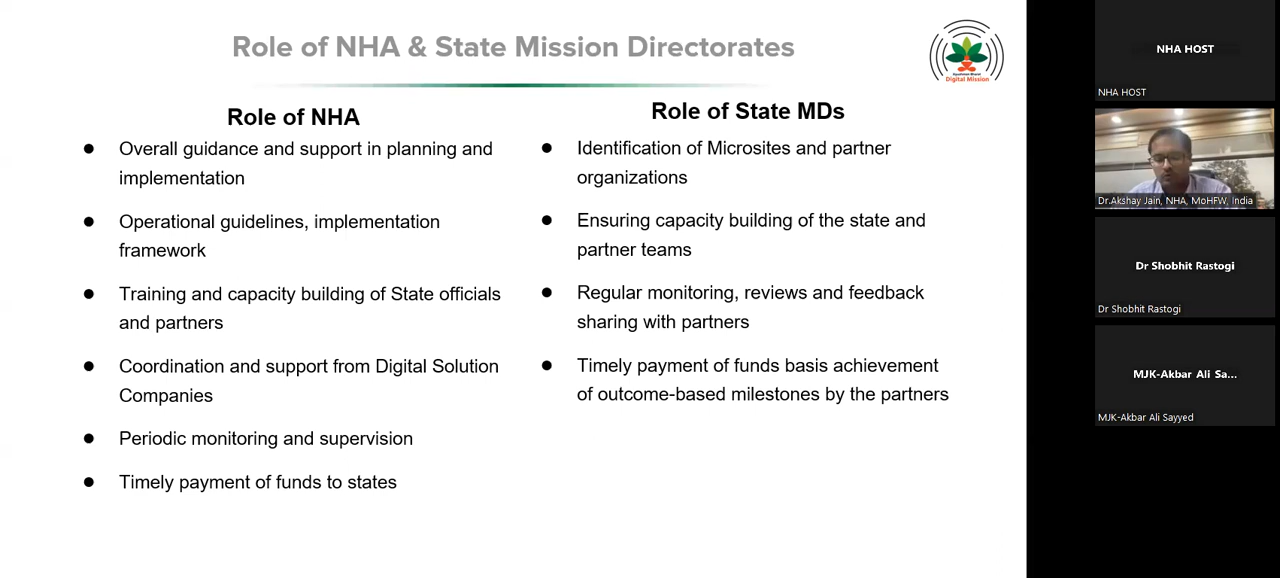 Role of NHA & State Mission Directorates
Ayushman Bharat
Digital Mission
Role of NHA
Overall guidance and support in planning and
implementation
Operational guidelines, implementation
framework
Training and capacity building of State officials
and partners
Coordination and support from Digital Solution
Companies
Periodic monitoring and supervision
Timely payment of funds to states
Role of State MDs
Identification of Microsites and partner
organizations
Ensuring capacity building of the state and
partner teams
Regular monitoring, reviews and feedback
sharing with partners
Timely payment of funds basis achievement
of outcome-based milestones by the partners
NHA HOST
NHA HOST
Dr.Akshay Jain, NHA, MoHFW, India
Dr Shobhit Rastogi
Dr Shobhit Rastogi
MJK-Akbar Ali Sa...
MJK-Akbar Ali Sayyed